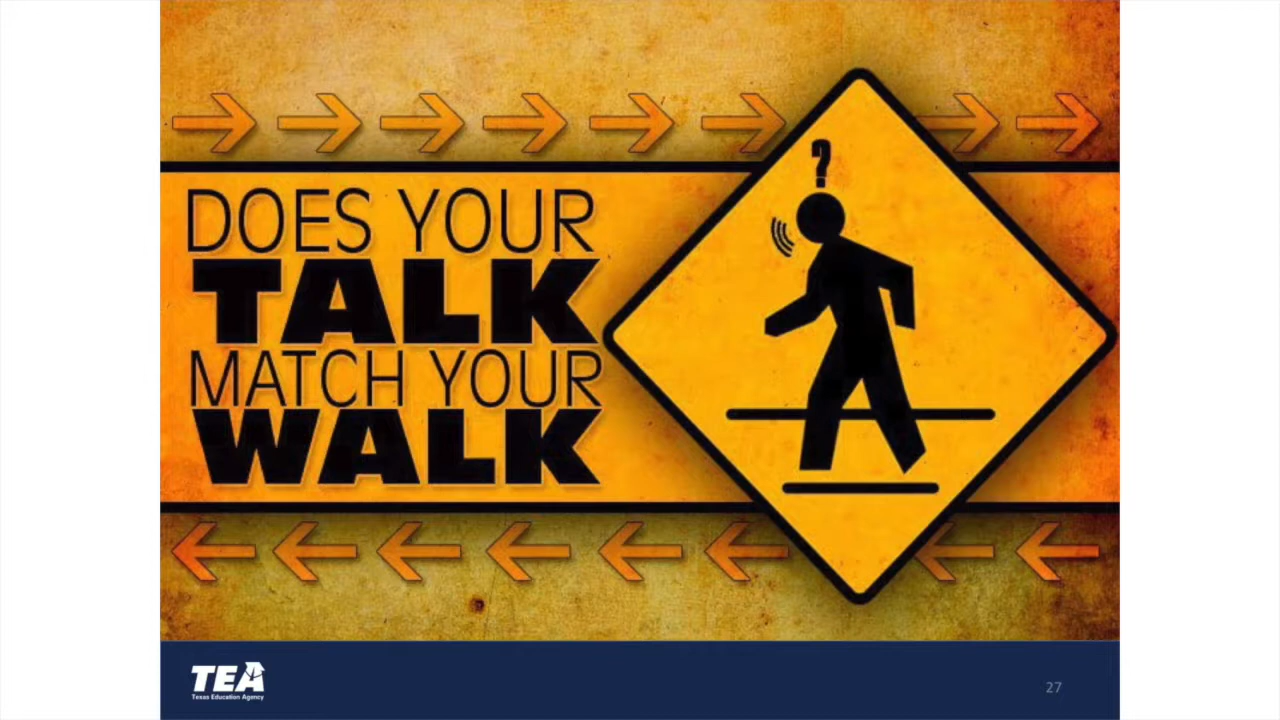 ?
DOES YOUR
TALK
MATCH YOUR
WALK
TEA
Texas Education Agency
27